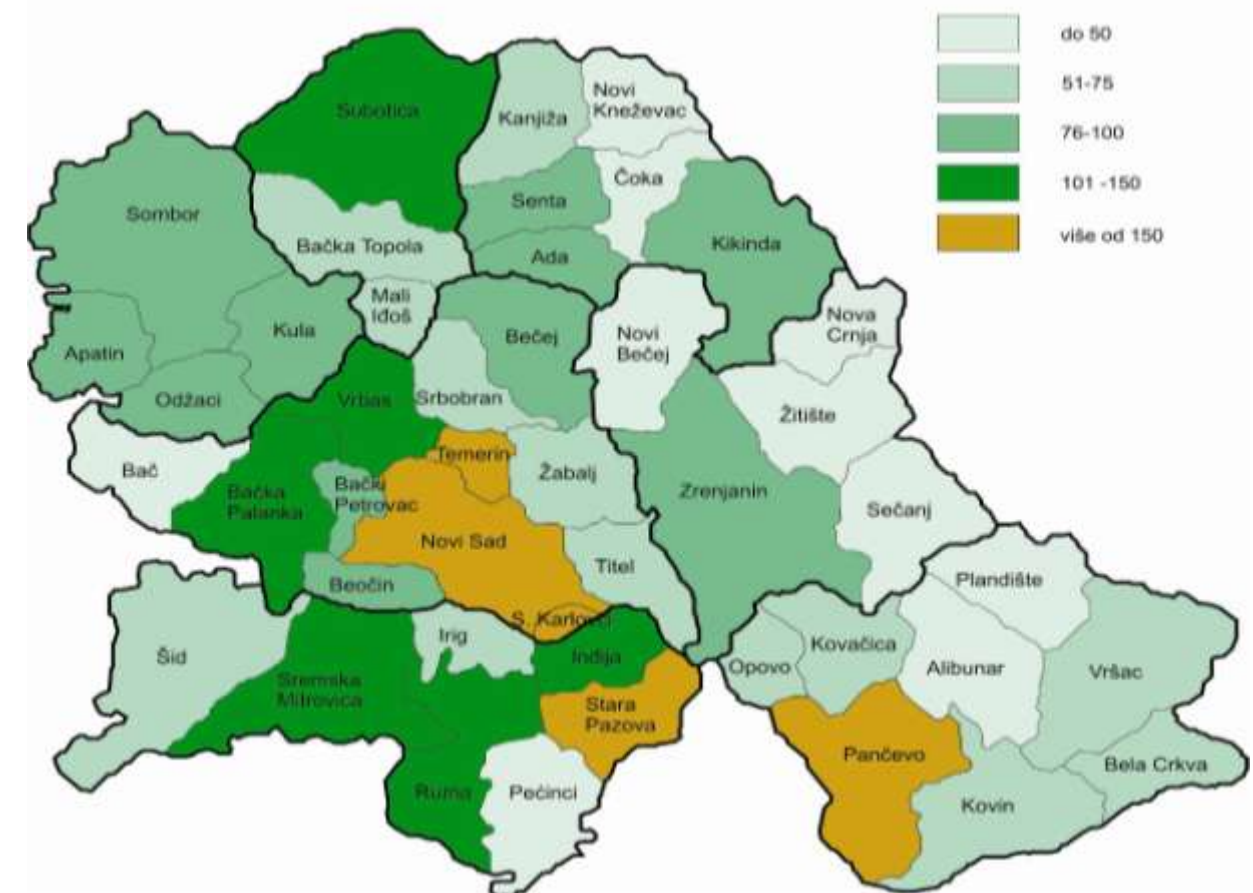 do 50
51-75
76-100
101 -150
više od 150
Subotica
Kanjiža
Novi
Kneževac
Čoka
Senta
Sombor
Bačka Topola
Ada
Kikinda
Mali
Iđoš
Nova
Crnja
Kula
Bečej
Novi
Bečej
Apatin
Odžaci
Vrbas
Srbobran
Žitište
Bač
Temerin
Žabalj
Bačka
Palanka
Bački
Petrovac
Zrenjanin
Sečanj
Novi Sad
Titel
Beočin
Plandište
S. Karlovci
Irig
Kovačica
Šid
Inđija
Opovo
Alibunar
Vršac
Sremska
Mitrovica
Stara
Pazova
Pančevo
Bela Crkva
Ruma
Pećinci
Kovin